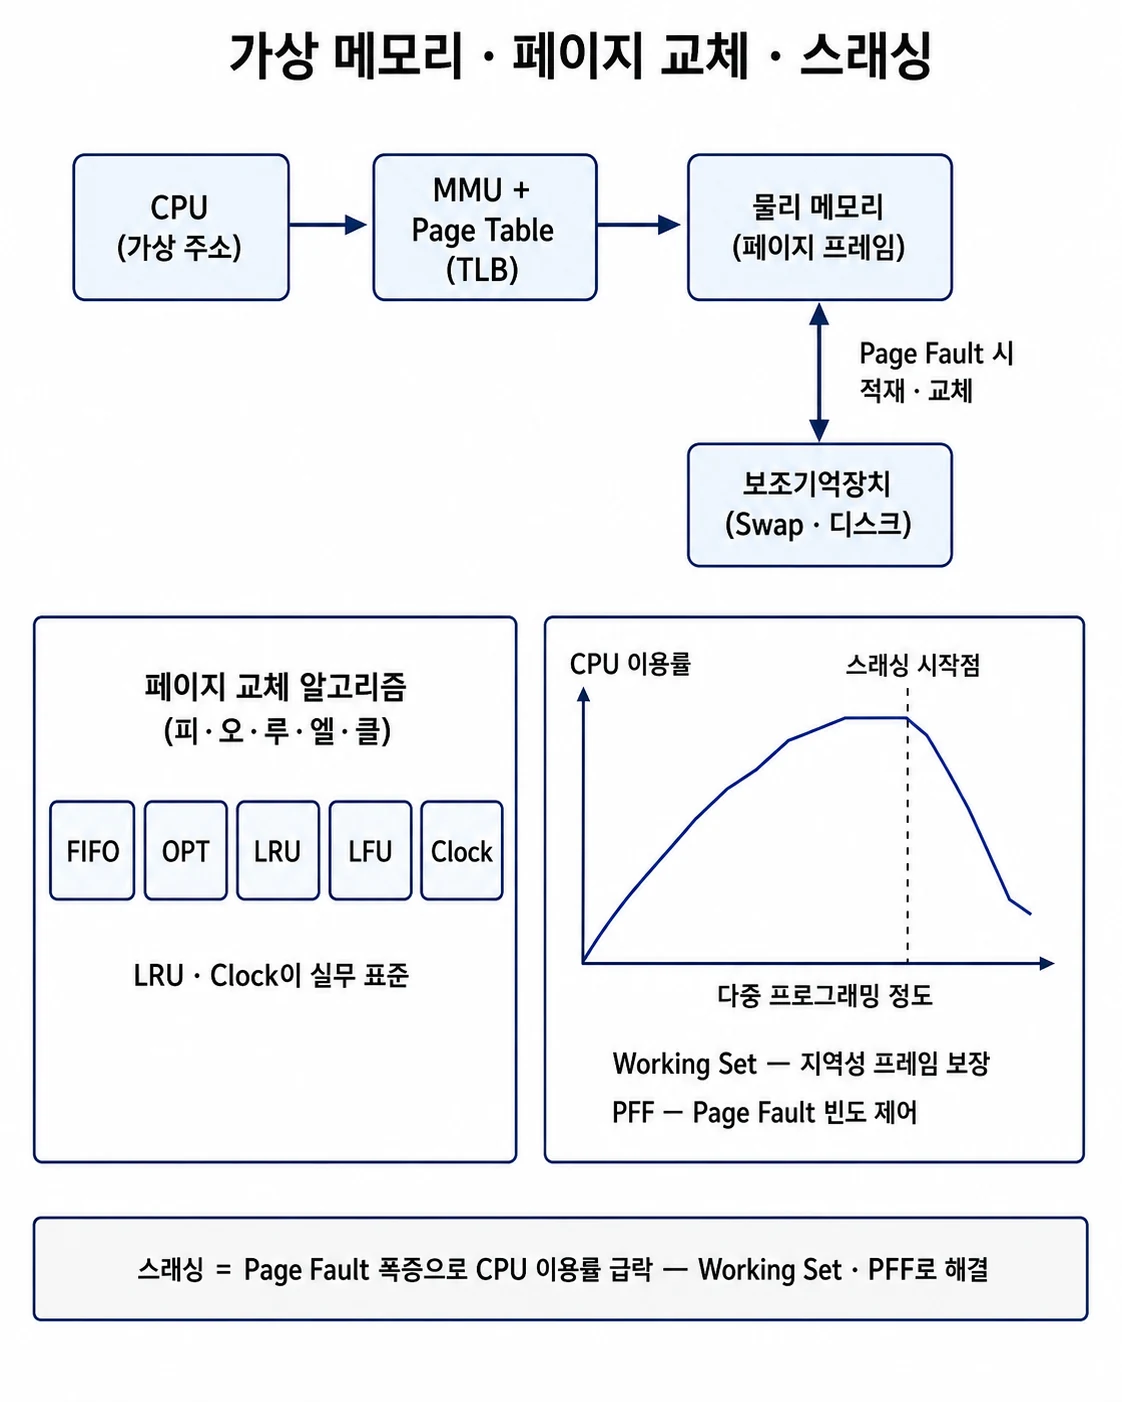 가상 메모리 · 페이지 교체 · 스래싱
CPU
(가상 주소)
MMU +
Page Table
(TLB)
물리 메모리
(페이지 프레임)
Page Fault 시
적재 · 교체
보조기억장치
(Swap · 디스크)
페이지 교체 알고리즘
(피 · 오 · 루 · 엘 · 클)
FIFO
OPT
LRU
LFU
Clock
LRU · Clock이 실무 표준
CPU 이용률
스래싱 시작점
다중 프로그래밍 정도
Working Set — 지역성 프레임 보장
PFF — Page Fault 빈도 제어
스래싱 = Page Fault 폭증으로 CPU 이용률 급락 — Working Set · PFF로 해결